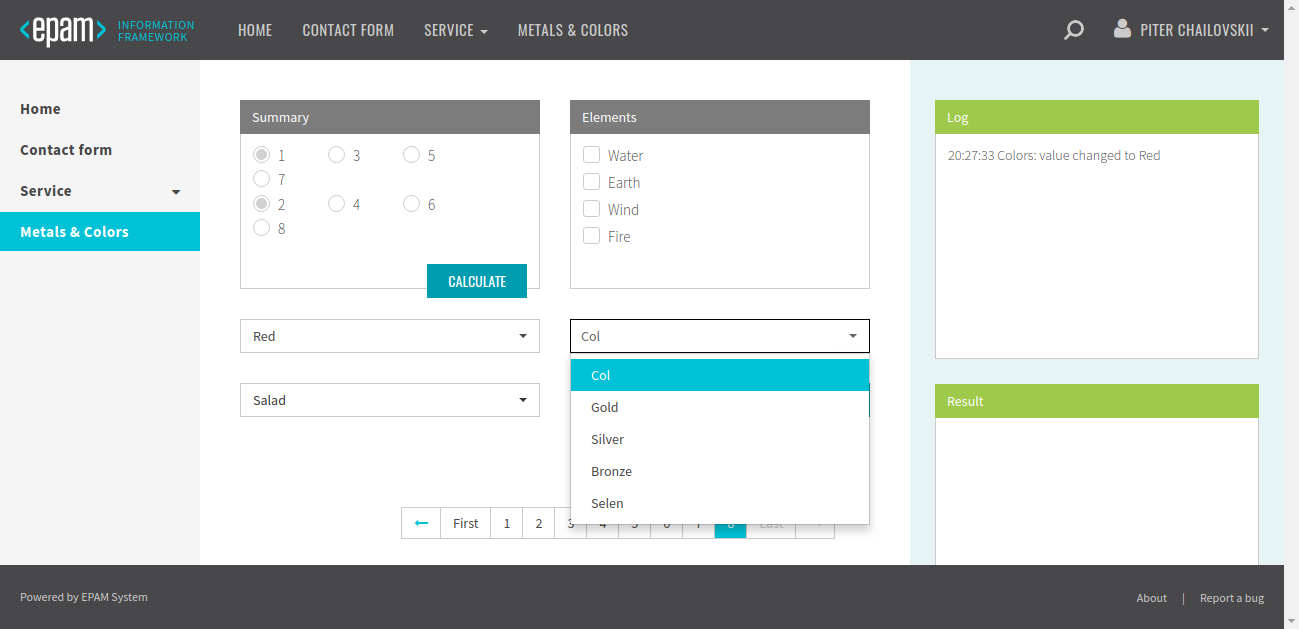 <epam> INFORMATION FRAMEWORK
HOME CONTACT FORM SERVICE METALS & COLORS PITER CHAILOVSKII
Home
Contact form
Service
Metals & Colors
Summary
1 3 5
7
2 4 6
8
CALCULATE
Elements
Water
Earth
Wind
Fire
Red
Col
Col
Gold
Silver
Bronze
Selen
Salad
First 1 2 3 4 5 6 7 8 Last
Log
20:27:33 Colors: value changed to Red
Result
Powered by EPAM System
About | Report a bug